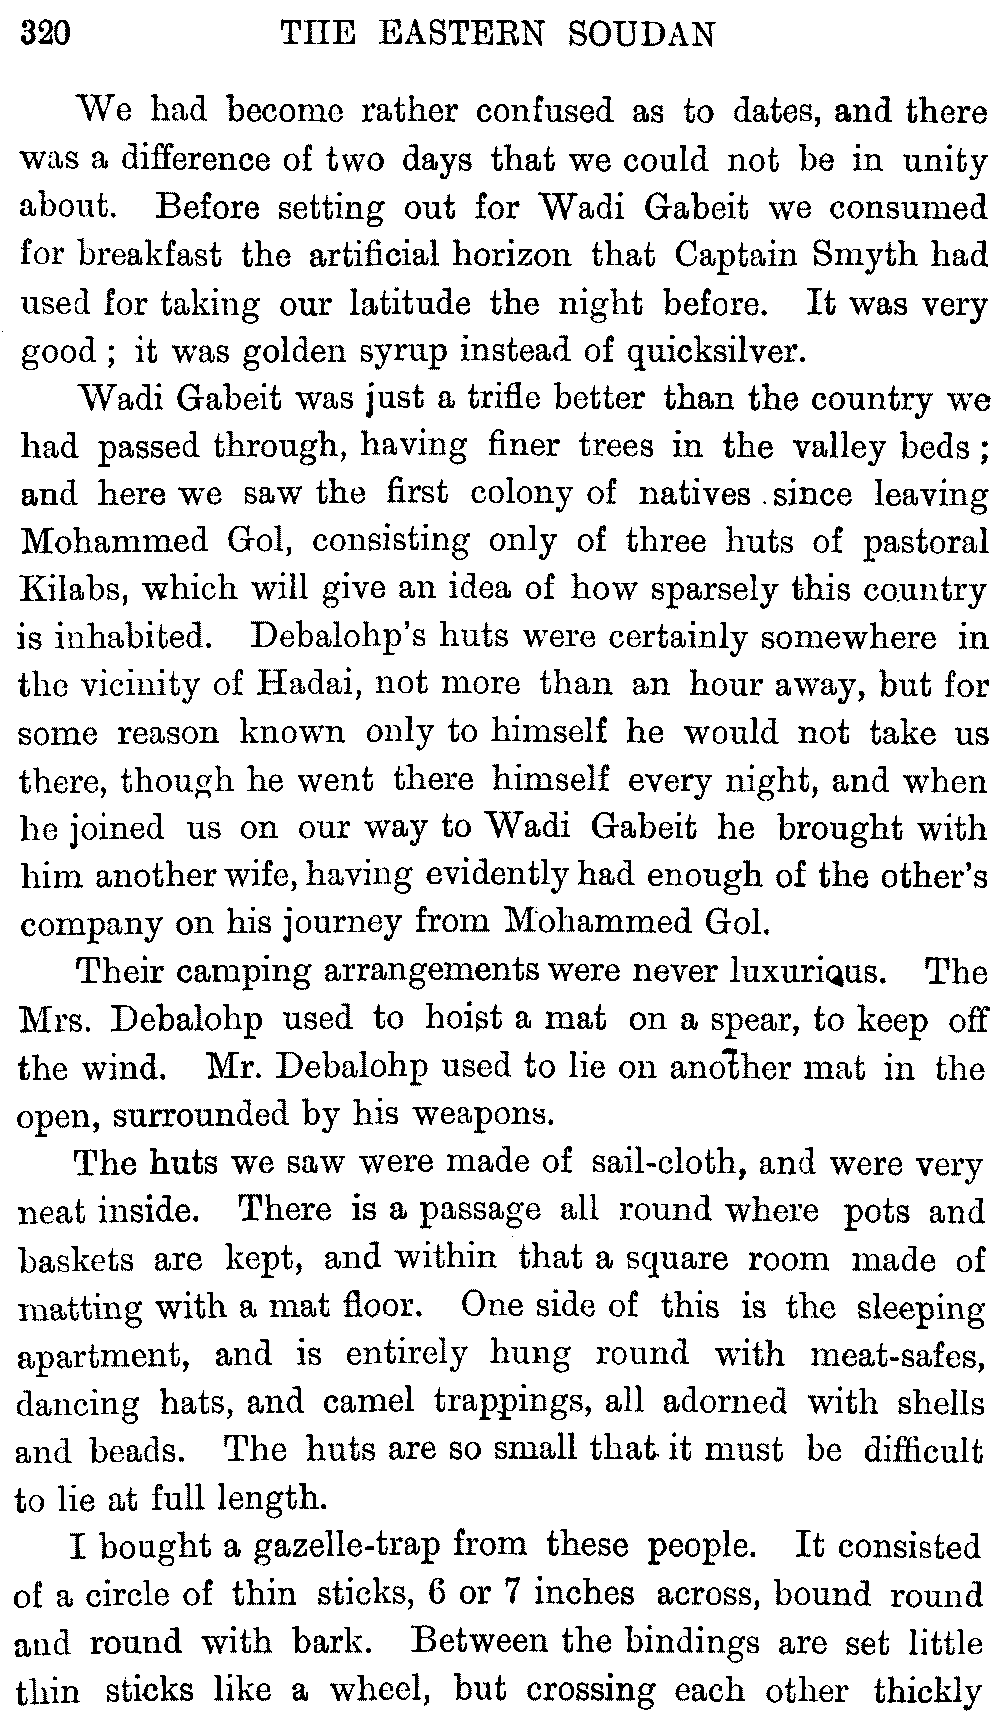 320 THE EASTERN SOUDAN
We had become rather confused as to dates, and there
was a difference of two days that we could not be in unity
about. Before setting out for Wadi Gabeit we consumed
for breakfast the artificial horizon that Captain Smyth had
used for taking our latitude the night before. It was very
good ; it was golden syrup instead of quicksilver.
Wadi Gabeit was just a trifle better than the country we
had passed through, having finer trees in the valley beds ;
and here we saw the first colony of natives since leaving
Mohammed Gol, consisting only of three huts of pastoral
Kilabs, which will give an idea of how sparsely this country
is inhabited. Debalohp's huts were certainly somewhere in
the vicinity of Hadai, not more than an hour away, but for
some reason known only to himself he would not take us
there, though he went there himself every night, and when
he joined us on our way to Wadi Gabeit he brought with
him another wife, having evidently had enough of the other's
company on his journey from Mohammed Gol.
Their camping arrangements were never luxurious. The
Mrs. Debalohp used to hoist a mat on a spear, to keep off
the wind. Mr. Debalohp used to lie on another mat in the
open, surrounded by his weapons.
The huts we saw were made of sail-cloth, and were very
neat inside. There is a passage all round where pots and
baskets are kept, and within that a square room made of
matting with a mat floor. One side of this is the sleeping
apartment, and is entirely hung round with meat-safes,
dancing hats, and camel trappings, all adorned with shells
and beads. The huts are so small that it must be difficult
to lie at full length.
I bought a gazelle-trap from these people. It consisted
of a circle of thin sticks, 6 or 7 inches across, bound round
and round with bark. Between the bindings are set little
thin sticks like a wheel, but crossing each other thickly